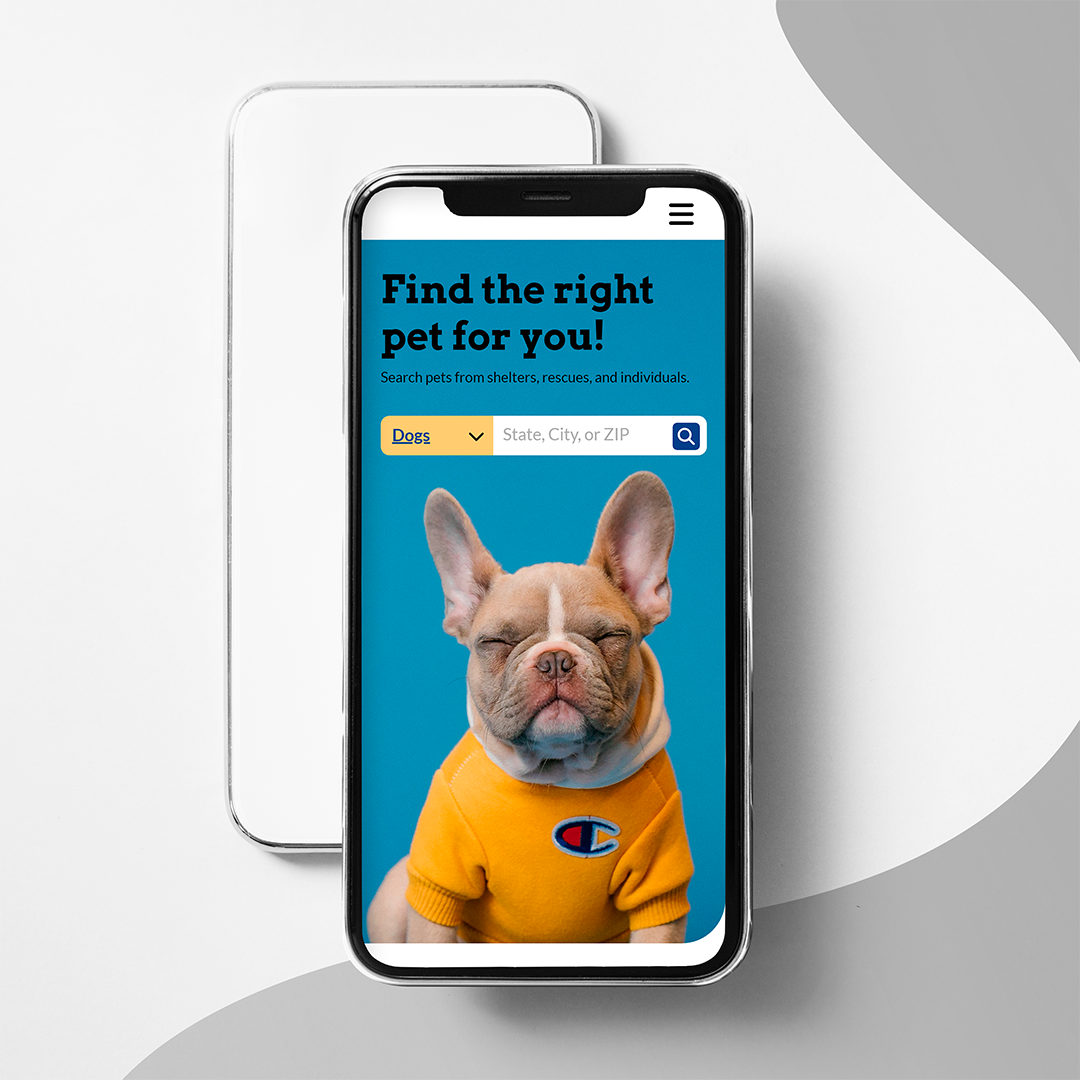 Find the right
pet for you!
Search pets from shelters, rescues, and individuals.
Dogs State, City, or ZIP